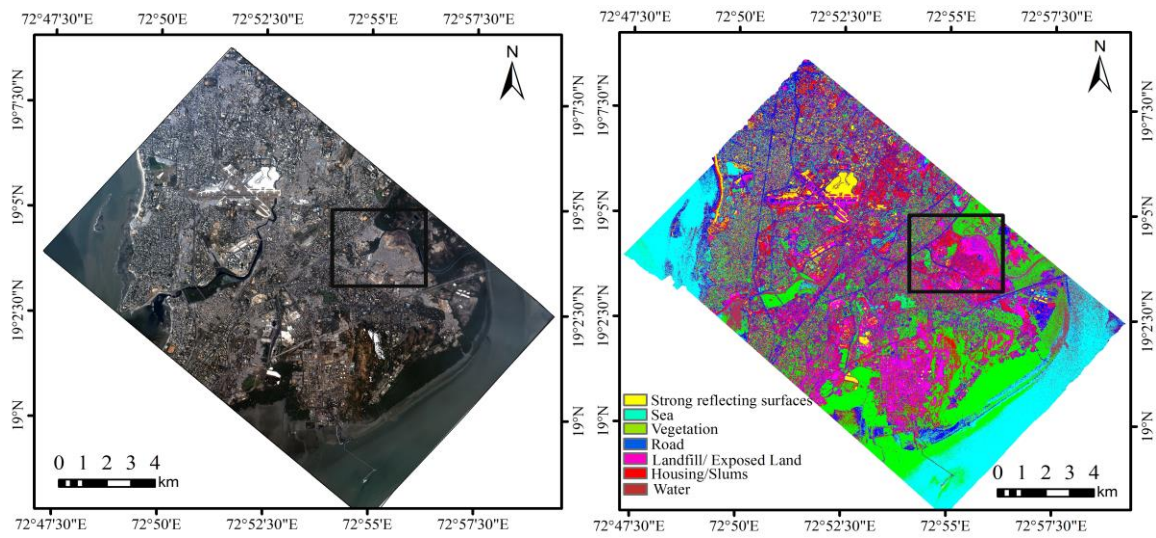 72°47'30"E 72°50'E 72°52'30"E 72°55'E 72°57'30"E
N
19°7'30"N
19°5'N
19°2'30"N
19°N
19°7'30"N
19°5'N
19°2'30"N
19°N
0 1 2 3 4
km
72°47'30"E 72°50'E 72°52'30"E 72°55'E 72°57'30"E
72°47'30"E 72°50'E 72°52'30"E 72°55'E 72°57'30"E
N
19°7'30"N
19°5'N
19°2'30"N
19°N
19°7'30"N
19°5'N
19°2'30"N
19°N
Strong reflecting surfaces
Sea
Vegetation
Road
Landfill/ Exposed Land
Housing/Slums
Water
0 1 2 3 4
km
72°47'30"E 72°50'E 72°52'30"E 72°55'E 72°57'30"E